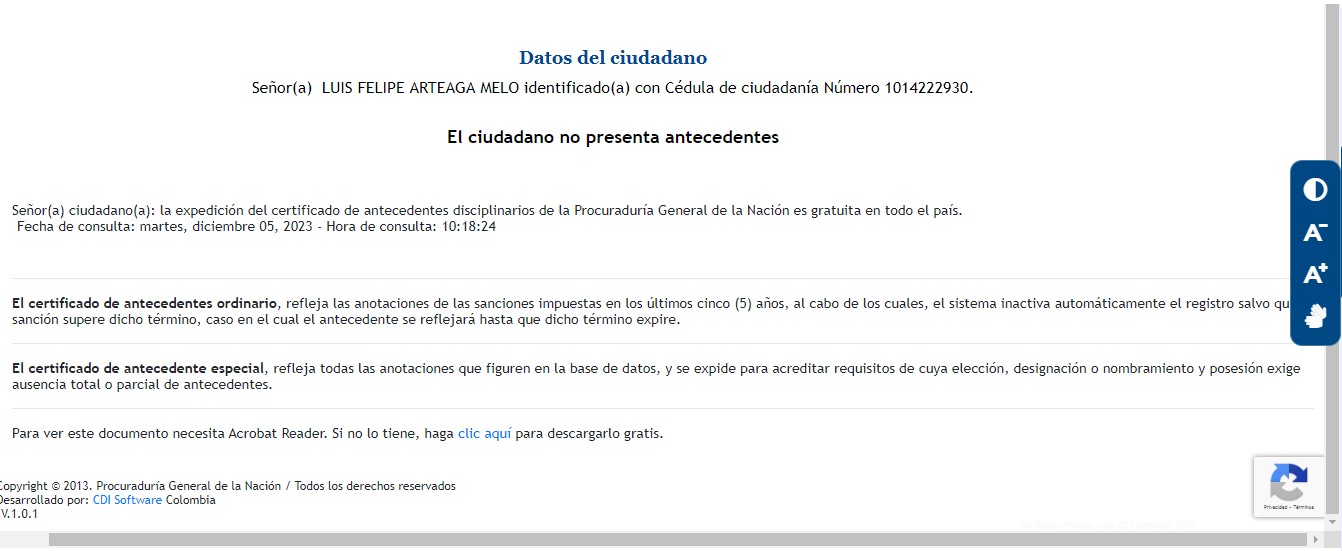 Datos del ciudadano
Señor(a) LUIS FELIPE ARTEAGA MELO identificado(a) con Cédula de ciudadanía Número 1014222930.
El ciudadano no presenta antecedentes
Señor(a) ciudadano(a): la expedición del certificado de antecedentes disciplinarios de la Procuraduría General de la Nación es gratuita en todo el país.
Fecha de consulta: martes, diciembre 05, 2023 - Hora de consulta: 10:18:24
El certificado de antecedentes ordinario, refleja las anotaciones de las sanciones impuestas en los últimos cinco (5) años, al cabo de los cuales, el sistema inactiva automáticamente el registro salvo qu
sanción supere dicho término, caso en el cual el antecedente se reflejará hasta que dicho término expire.
El certificado de antecedente especial, refleja todas las anotaciones que figuren en la base de datos, y se expide para acreditar requisitos de cuya elección, designación o nombramiento y posesión exige
ausencia total o parcial de antecedentes.
Para ver este documento necesita Acrobat Reader. Si no lo tiene, haga clic aquí para descargarlo gratis.
Copyright © 2013. Procuraduría General de la Nación / Todos los derechos reservados
Desarrollado por: CDI Software Colombia
V.1.0.1
A-
A+
Privacidad - Términos